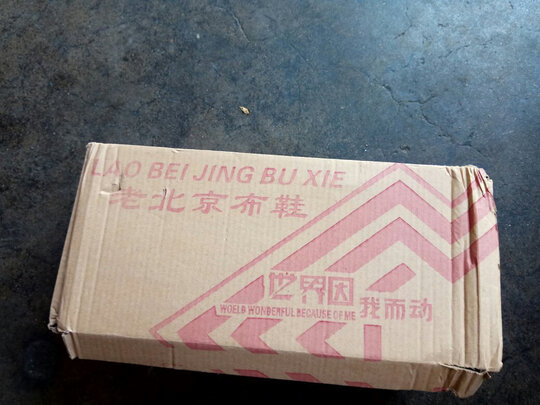 LAO BEI JING BU XIE
老北京布鞋
世界因我而动
WOELD WONDERFUL BECAUSE OF ME